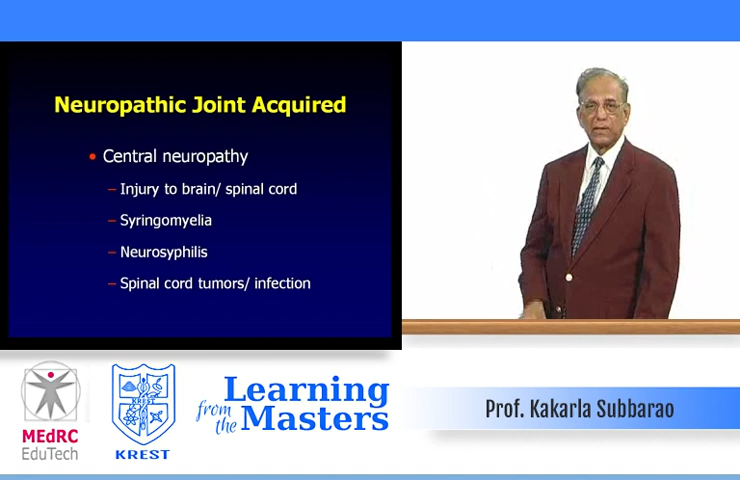 Neuropathic Joint Acquired
• Central neuropathy
– Injury to brain/ spinal cord
– Syringomyelia
– Neurosyphilis
– Spinal cord tumors/ infection
MEdRC
EduTech
KREST
KREST
Learning
from the
Masters
Prof. Kakarla Subbarao